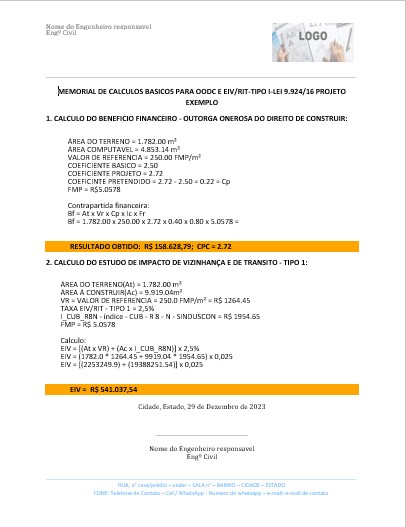 Nome do Engenheiro responsavel
Engº Civil
LOGO
MEMORIAL DE CALCULOS BASICOS PARA OODC E EIV/RIT-TIPO I-LEI 9.924/16 PROJETO
EXEMPLO
1. CALCULO DO BENEFICIO FINANCEIRO - OUTORGA ONEROSA DO DIREITO DE CONSTRUIR:
ÁREA DO TERRENO = 1.782.00 m²
ÁREA COMPUTAVEL = 4.853.14 m²
VALOR DE REFERENCIA = 250.00 FMP/m²
COEFICIENTE BASICO = 2.50
COEFICIENTE PROJETO = 2.72
COEFICINTE PRETENDIDO = 2.72 - 2.50 = 0.22 = Cp
FMP = R$5.0578
Contrapartida financeira:
Bf = At x Vr x Cp x Ic x Fr
Bf = 1.782.00 x 250.00 x 2.72 x 0.40 x 0.80 x 5.0578 =
RESULTADO OBTIDO: R$ 158.628,79; CPC = 2.72
2. CALCULO DO ESTUDO DE IMPACTO DE VIZINHANÇA E DE TRANSITO - TIPO 1:
ÁREA DO TERRENO(At) = 1.782.00 m²
ÁREA Á CONSTRUIR(Ac) = 9.919.04m²
VR = VALOR DE REFERENCIA = 250.0 FMP/m² = R$ 1264.45
TAXA EIV/RIT - TIPO 1 = 2,5%
I_CUB_R8N - índice - CUB - R 8 - N - SINDUSCON = R$ 1954.65
FMP = R$ 5.0578
Calculo:
EIV = [(At x Vr) + (Ac x I_CUB_R8N)] x 2,5%
EIV = (1782.0 * 1264.45 + 9919.04 * 1954.65) x 0,025
EIV = [(2253249.9) + (19388251.54)] x 0,025
EIV = R$ 541.037,54
Cidade, Estado, 29 de Dezembro de 2023
Nome do Engenheiro responsavel
Engº Civil
RUA, nº casa/prédio – andar – SALA nº – BAIRRO – CIDADE – ESTADO
FONE: Telefone de Contato – Cel / WhatsApp : Numero do whatsapp – e-mail: e-mail de contato